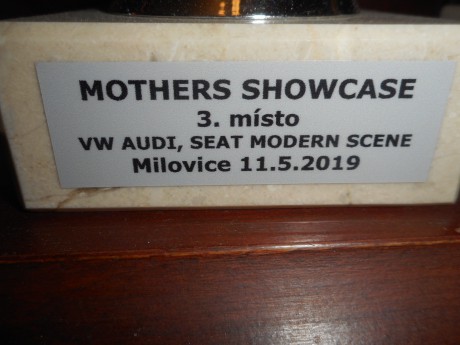 MOTHERS SHOWCASE
3. místo
VW AUDI, SEAT MODERN SCENE
Milovice 11.5.2019